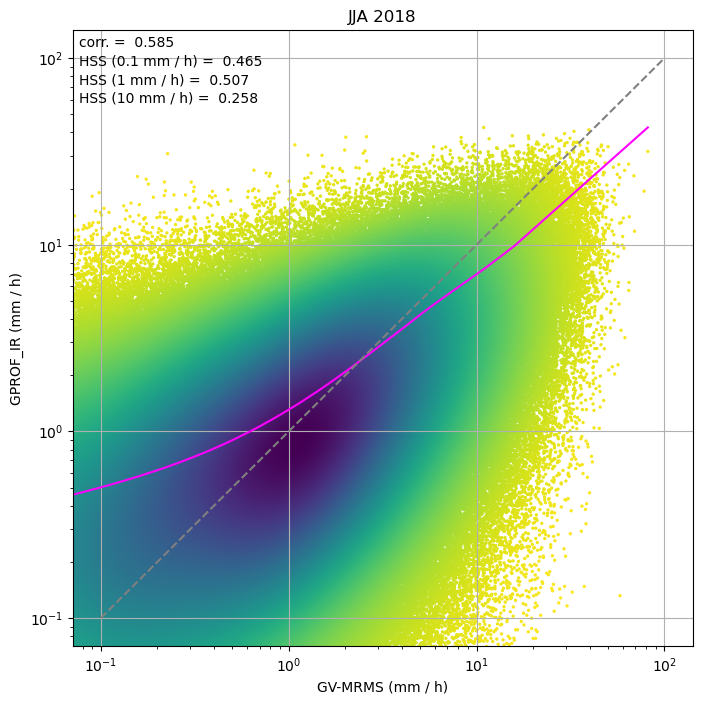 JJA 2018
corr. =  0.585
HSS (0.1 mm / h) =  0.465
HSS (1 mm / h) =  0.507
HSS (10 mm / h) =  0.258
10²
10¹
10⁰
10⁻¹
GPROF_IR (mm / h)
10⁻¹ 10⁰ 10¹ 10²
GV-MRMS (mm / h)